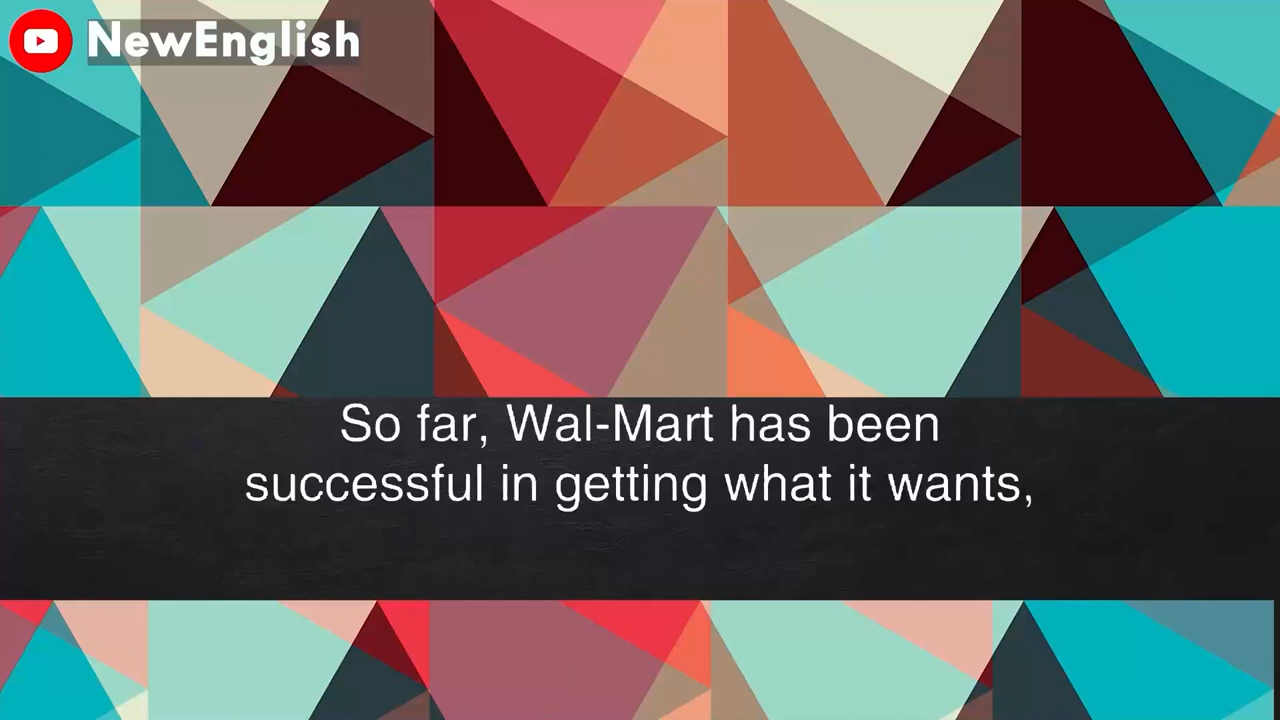 NewEnglish
So far, Wal-Mart has been
successful in getting what it wants,